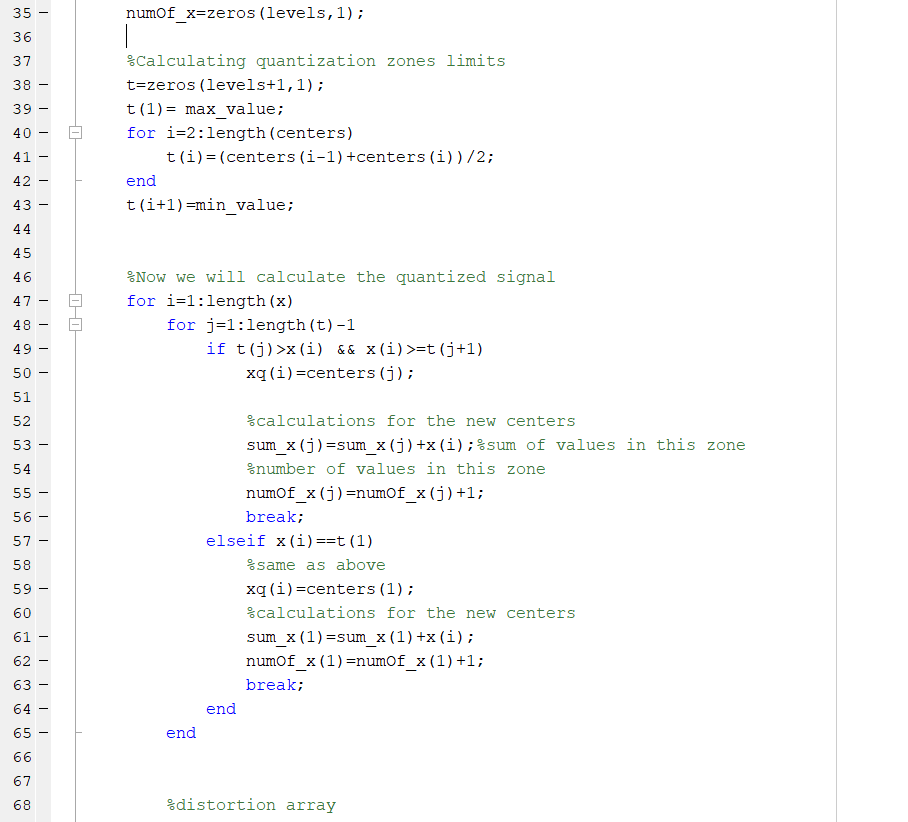 35 – numOf_x=zeros(levels,1);
36
37 %Calculating quantization zones limits
38 – t=zeros(levels+1,1);
39 – t(1)= max_value;
40 – for i=2:length(centers)
41 – t(i)=(centers(i-1)+centers(i))/2;
42 – end
43 – t(i+1)=min_value;
44
45
46 %Now we will calculate the quantized signal
47 – for i=1:length(x)
48 – for j=1:length(t)-1
49 – if t(j)>x(i) && x(i)>=t(j+1)
50 – xq(i)=centers(j);
51
52 %calculations for the new centers
53 – sum_x(j)=sum_x(j)+x(i);%sum of values in this zone
54 %number of values in this zone
55 – numOf_x(j)=numOf_x(j)+1;
56 – break;
57 – elseif x(i)==t(1)
58 %same as above
59 – xq(i)=centers(1);
60 %calculations for the new centers
61 – sum_x(1)=sum_x(1)+x(i);
62 – numOf_x(1)=numOf_x(1)+1;
63 – break;
64 – end
65 – end
66
67
68 %distortion array